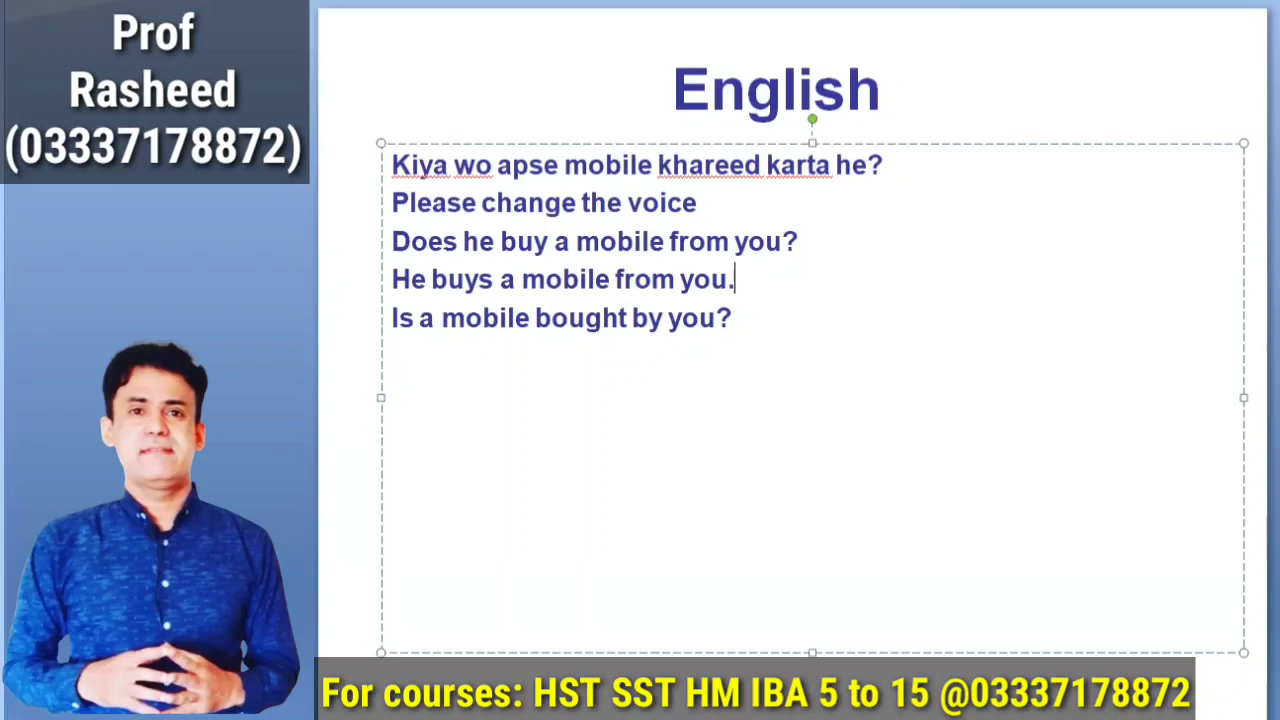 Prof
Rasheed
(03337178872)
English
Kiya wo apse mobile khareed karta he?
Please change the voice
Does he buy a mobile from you?
He buys a mobile from you.
Is a mobile bought by you?
For courses: HST SST HM IBA 5 to 15 @03337178872